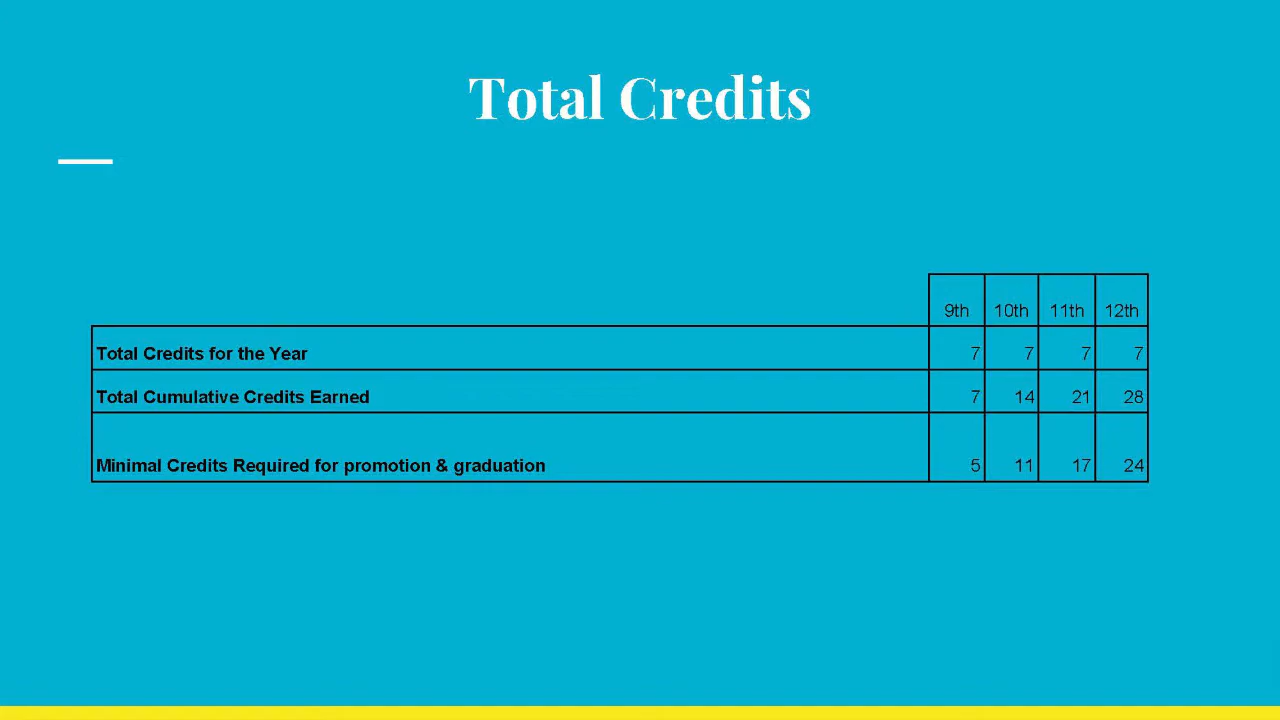 Total Credits
9th 10th 11th 12th
Total Credits for the Year 7 7 7 7
Total Cumulative Credits Earned 7 14 21 28
Minimal Credits Required for promotion & graduation 5 11 17 24